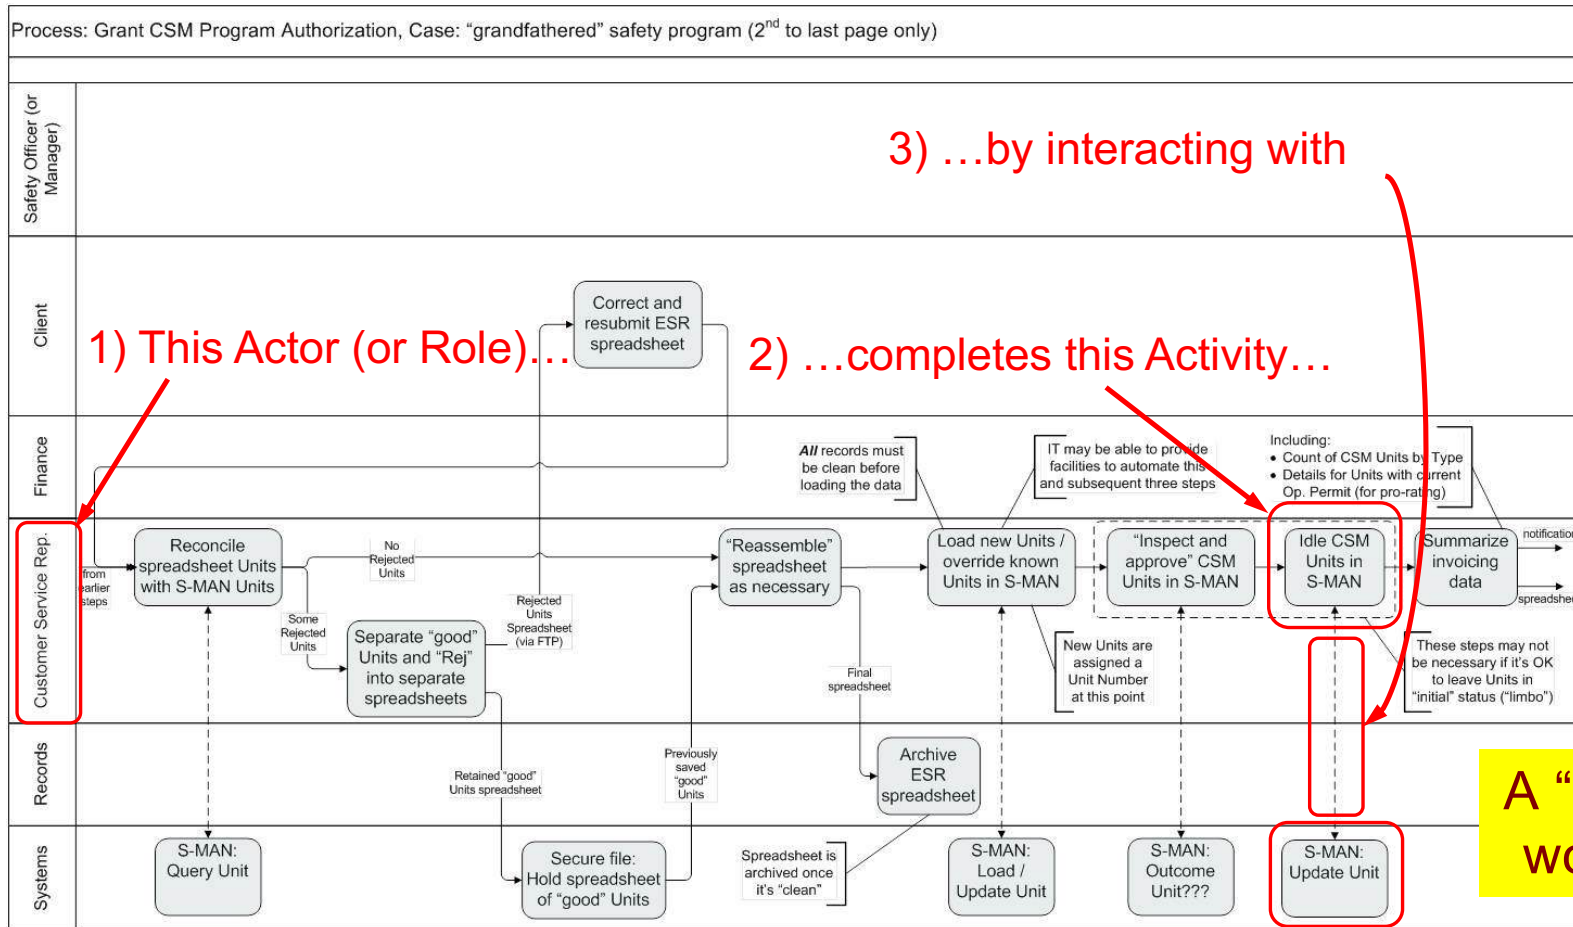 Process: Grant CSM Program Authorization, Case: “grandfathered” safety program (2nd to last page only)
Safety Officer (or
Manager)
3) …by interacting with
Client
Correct and
resubmit ESR
spreadsheet
1) This Actor (or Role)…
2) …completes this Activity…
Finance
All records must
be clean before
loading the data
IT may be able to provide
facilities to automate this
and subsequent three steps
Including:
• Count of CSM Units by Type
• Details for Units with current
Op. Permit (for pro-rating)
Customer Service Rep.
from
earlier
steps
Reconcile
spreadsheet Units
with S-MAN Units
No
Rejected
Units
Some
Rejected
Units
Separate “good”
Units and “Rej”
into separate
spreadsheets
Rejected
Units
Spreadsheet
(via FTP)
“Reassemble”
spreadsheet
as necessary
Final
spreadsheet
Load new Units /
override known
Units in S-MAN
New Units are
assigned a
Unit Number
at this point
“Inspect and
approve” CSM
Units in S-MAN
Idle CSM
Units in
S-MAN
These steps may not
be necessary if it’s OK
to leave Units in
“initial” status (“limbo”)
Summarize
invoicing
data
notification
spreadsheet
Records
Retained “good”
Units spreadsheet
Previously
saved
“good”
Units
Archive
ESR
spreadsheet
A “
wo
Systems
S-MAN:
Query Unit
Secure file:
Hold spreadsheet
of “good” Units
Spreadsheet is
archived once
it’s “clean”
S-MAN:
Load /
Update Unit
S-MAN:
Outcome
Unit???
S-MAN:
Update Unit